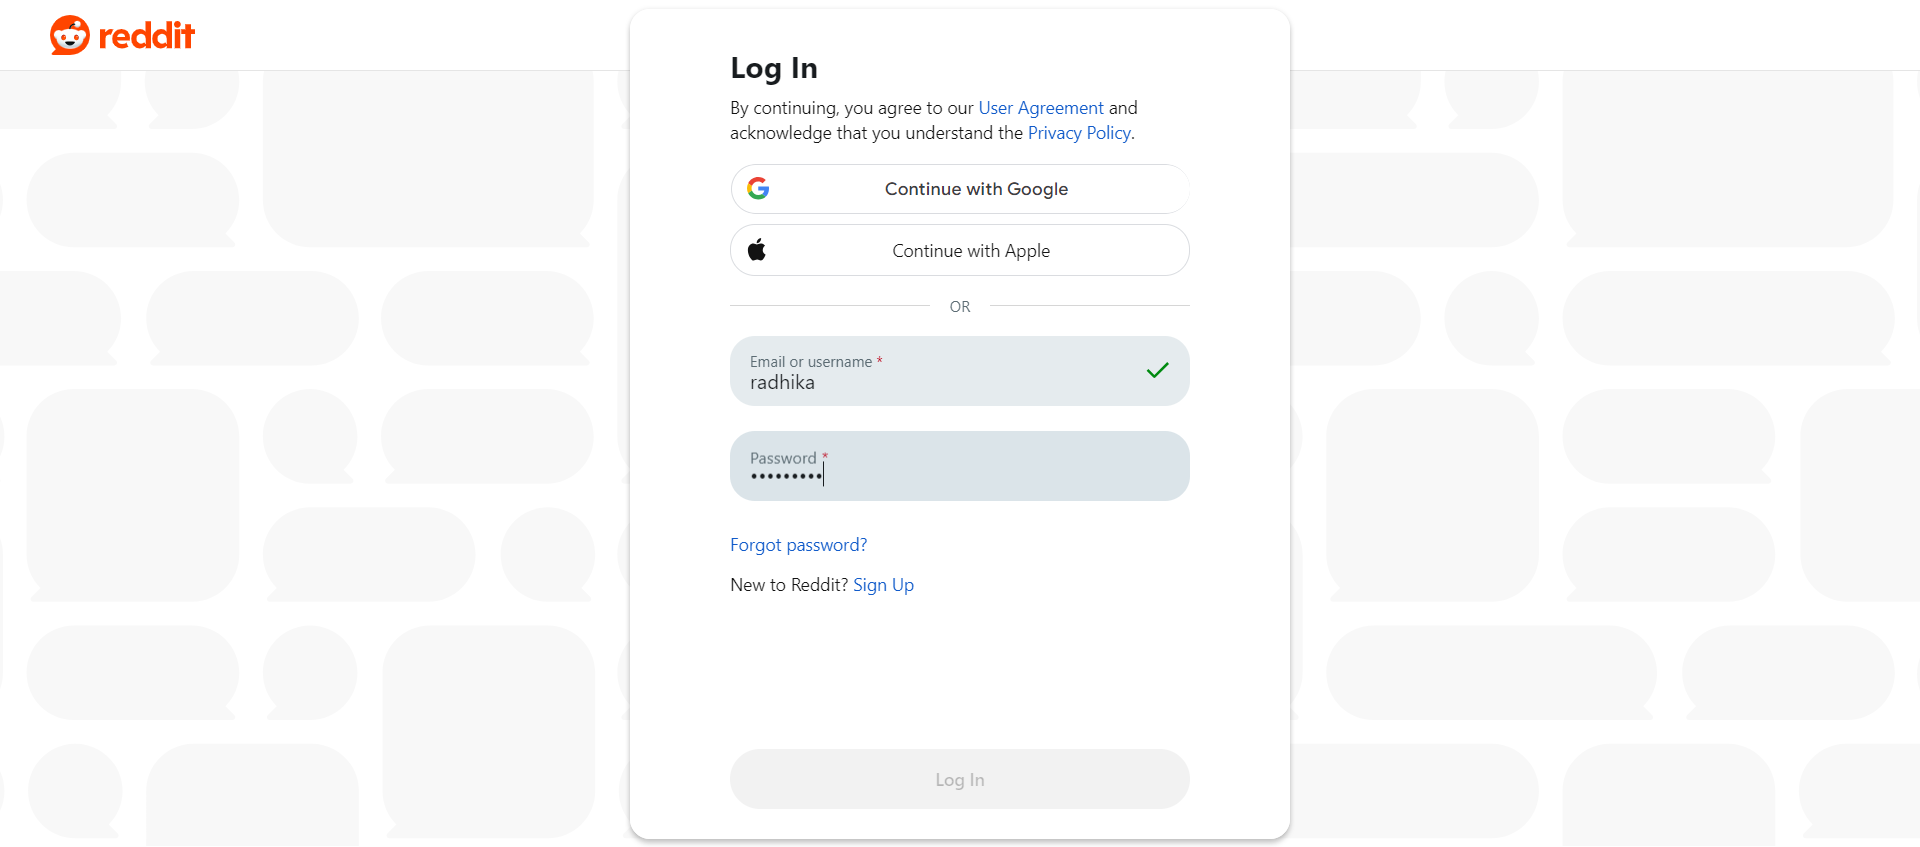 reddit
Log In
By continuing, you agree to our User Agreement and
acknowledge that you understand the Privacy Policy.
Continue with Google
Continue with Apple
OR
Email or username *
radhika
Password *
•••••••••
Forgot password?
New to Reddit? Sign Up
Log In